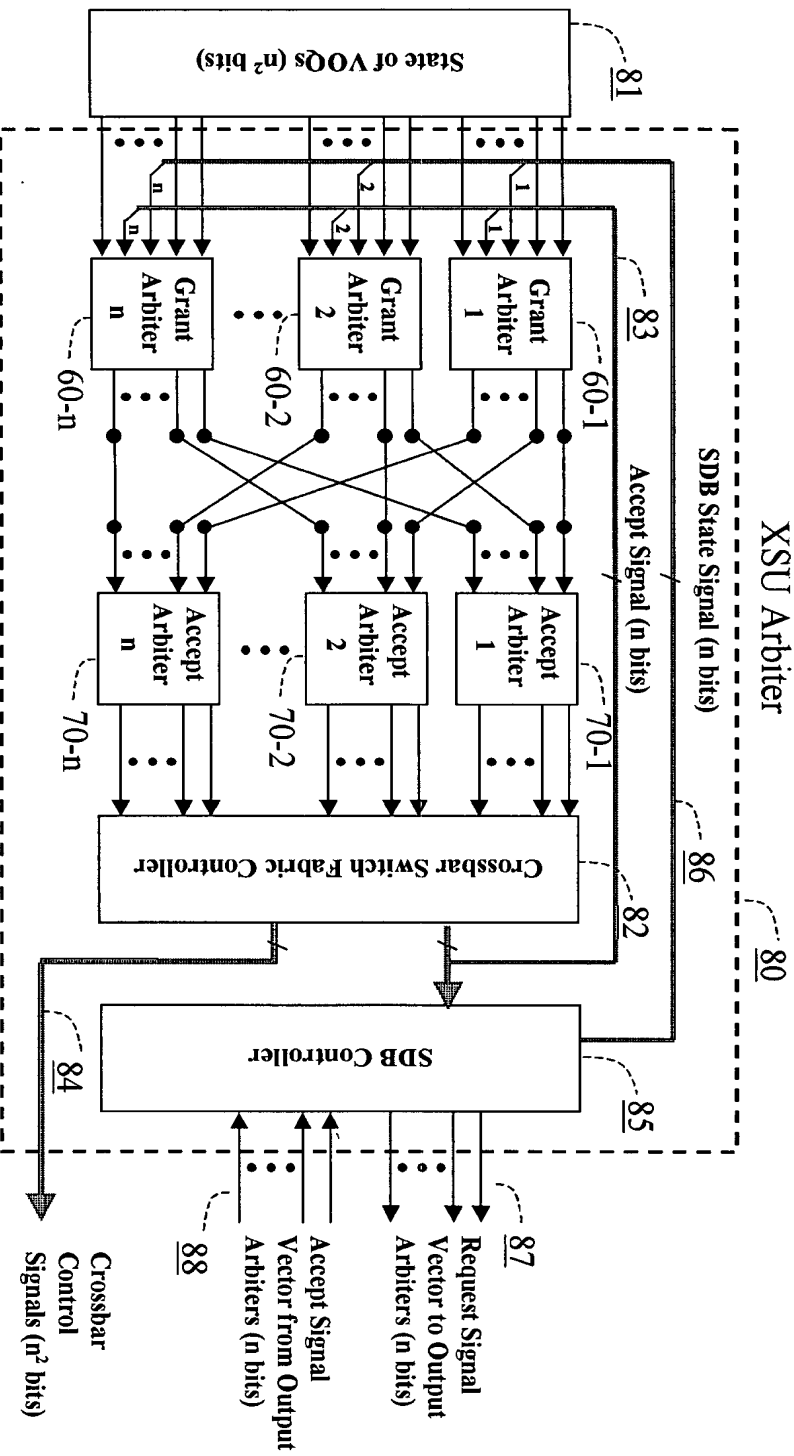 XSU Arbiter
80
SDB State Signal (n bits)
86
Accept Signal (n bits)
83
81
State of VOQs (n² bits)
1
2
n
1
2
n
Grant
Arbiter
1
60-1
Grant
Arbiter
2
60-2
Grant
Arbiter
n
60-n
Accept
Arbiter
1
70-1
Accept
Arbiter
2
70-2
Accept
Arbiter
n
70-n
Crossbar Switch Fabric Controller
82
SDB Controller
85
84
87
Request Signal
Vector to Output
Arbiters (n bits)
Accept Signal
Vector from Output
Arbiters (n bits)
88
Crossbar
Control
Signals (n² bits)